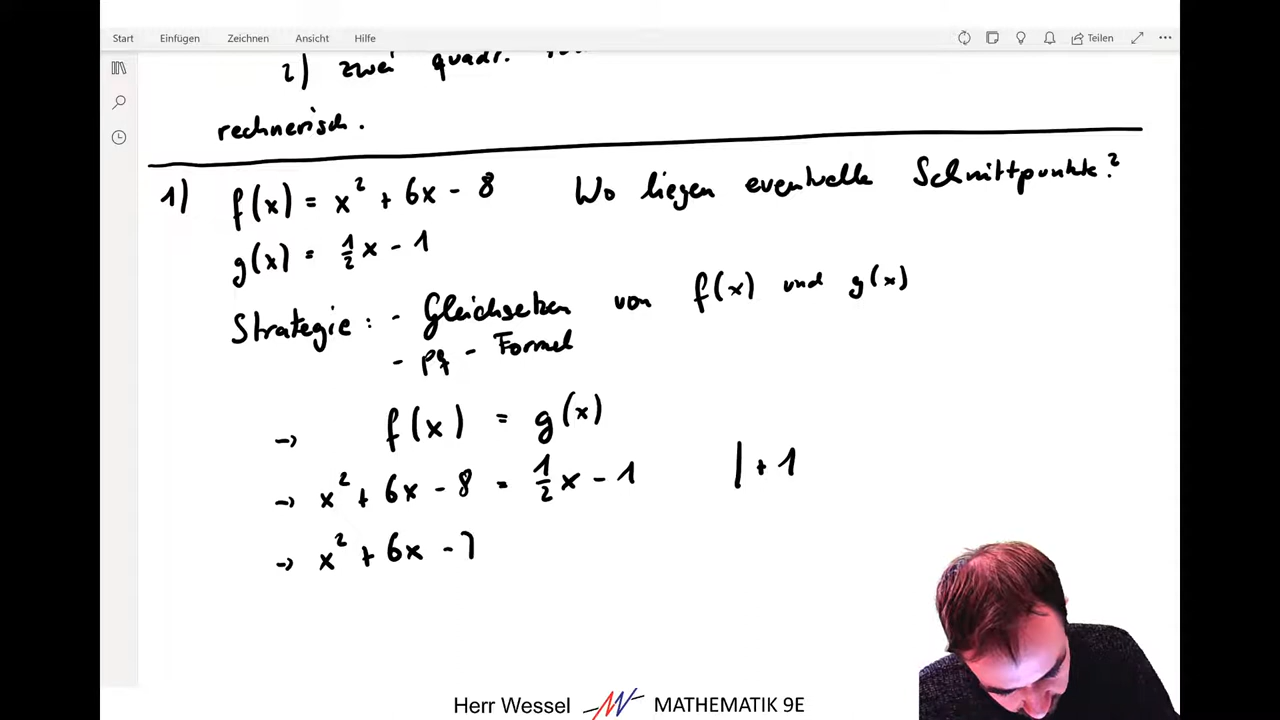 Start Einfügen Zeichnen Ansicht Hilfe Teilen
2) zwei quadr.
rechnerisch.
1) f(x) = x² + 6x - 8 Wo liegen eventuelle Schnittpunkte?
g(x) = 1/2 x - 1
Strategie: - Gleichsetzen von f(x) und g(x)
- pq - Formel
→ f(x) = g(x)
→ x² + 6x - 8 = 1/2 x - 1 | + 1
→ x² + 6x - 7
Herr Wessel MATHEMATIK 9E